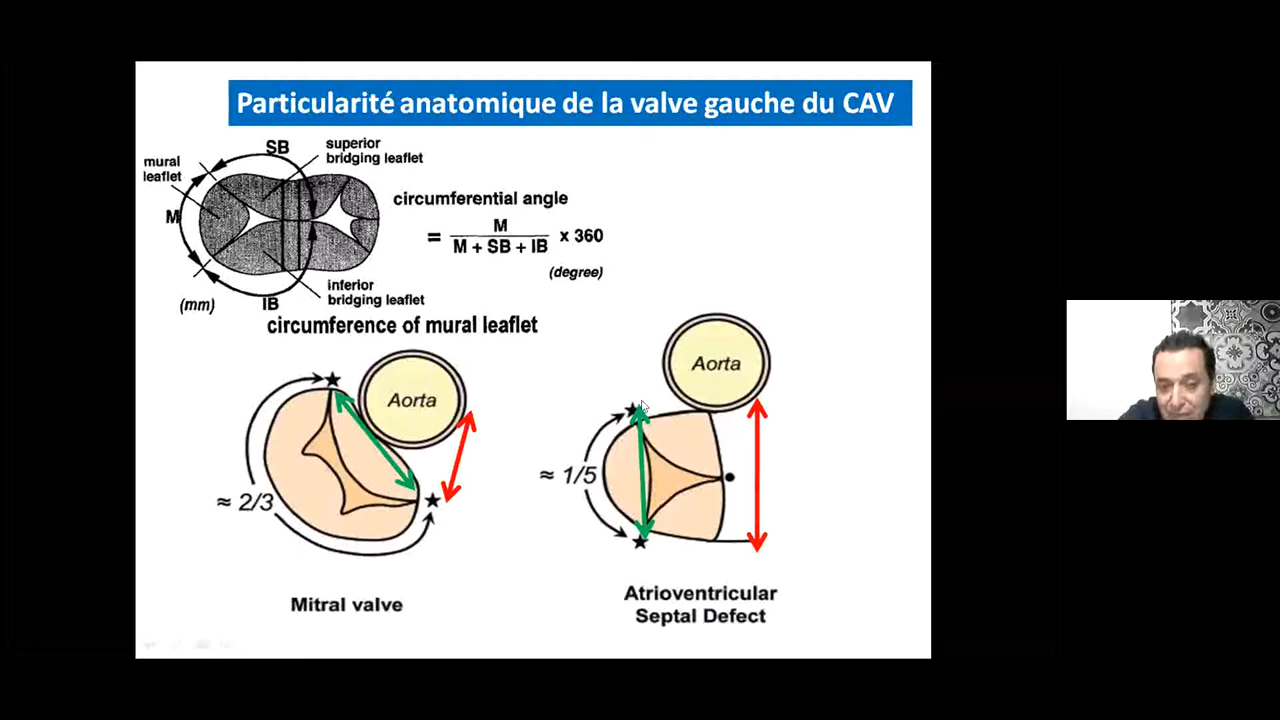 Particularité anatomique de la valve gauche du CAV
SB
superior
bridging leaflet
mural
leaflet
M
circumferential angle
= M / M + SB + IB x 360
(degree)
inferior
bridging leaflet
(mm)
IB
circumference of mural leaflet
Aorta
≈ 2/3
Mitral valve
Aorta
≈ 1/5
Atrioventricular
Septal Defect